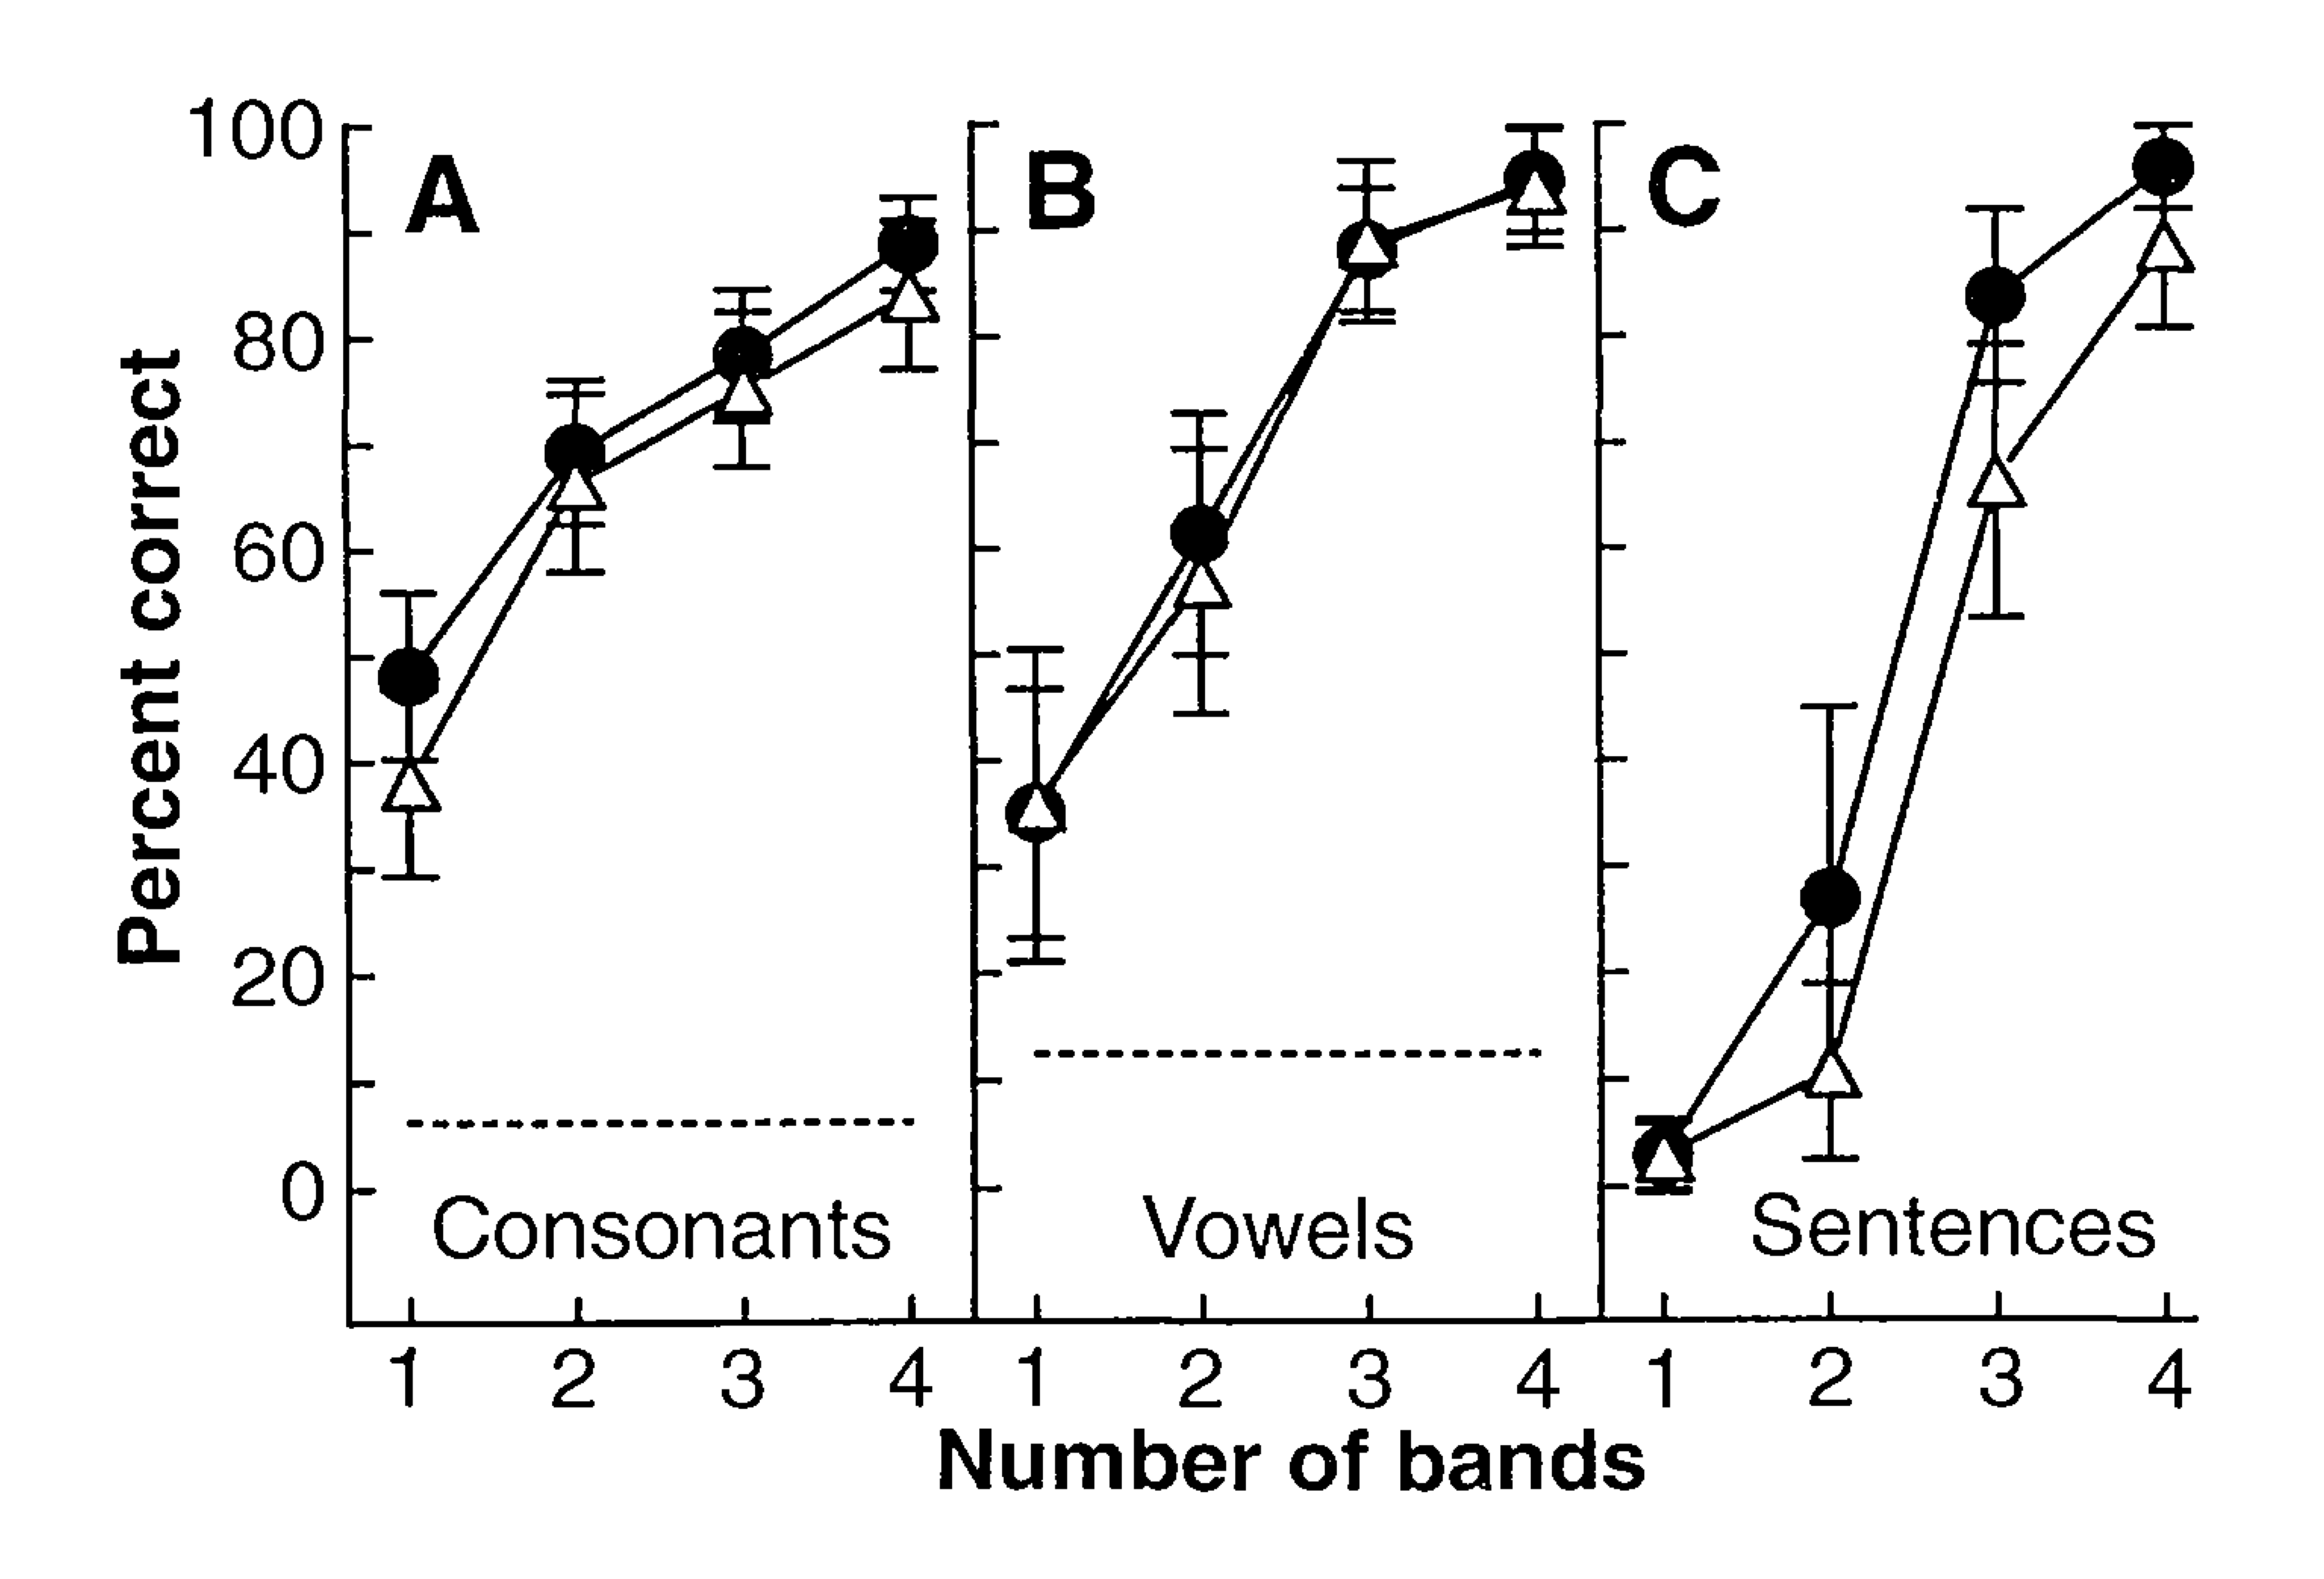 100
80
60
40
20
0
Percent correct
A
B
C
Consonants
Vowels
Sentences
1 2 3 4 1 2 3 4 1 2 3 4
Number of bands